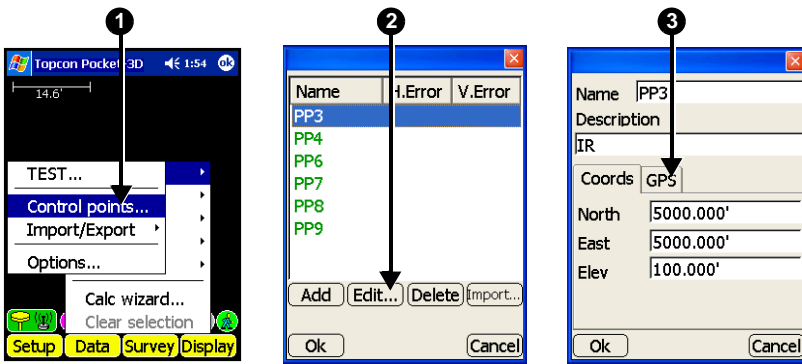 1
2
3
Topcon Pocket-3D 1:54 ok
14.6'
TEST...
Control points...
Import/Export
Options...
Calc wizard...
Clear selection
Setup Data Survey Display
Name H.Error V.Error
PP3
PP4
PP6
PP7
PP8
PP9
Add Edit... Delete Import...
Ok Cancel
Name PP3
Description
IR
Coords GPS
North 5000.000'
East 5000.000'
Elev 100.000'
Ok Cancel